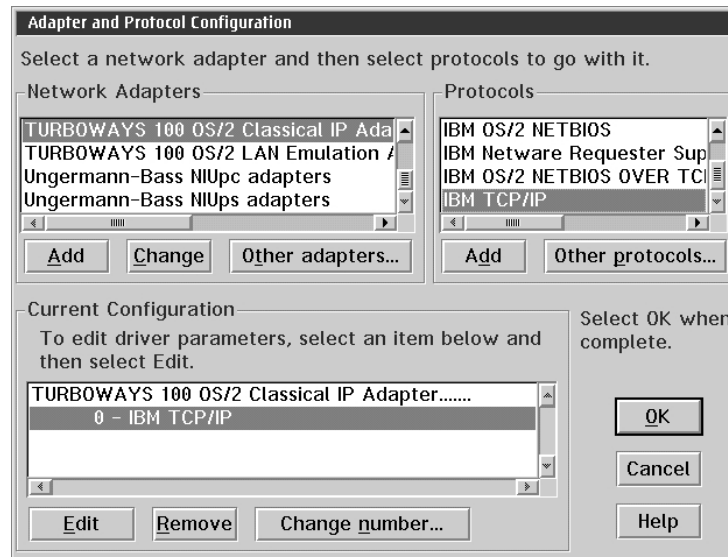 Adapter and Protocol Configuration
Select a network adapter and then select protocols to go with it.
Network Adapters
TURBOWAYS 100 OS/2 Classical IP Ada
TURBOWAYS 100 OS/2 LAN Emulation A
Ungermann-Bass NIUpc adapters
Ungermann-Bass NIUps adapters
Add
Change
Other adapters...
Protocols
IBM OS/2 NETBIOS
IBM Netware Requester Sup
IBM OS/2 NETBIOS OVER TCI
IBM TCP/IP
Add
Other protocols...
Current Configuration
To edit driver parameters, select an item below and
then select Edit.
TURBOWAYS 100 OS/2 Classical IP Adapter.......
0 - IBM TCP/IP
Edit
Remove
Change number...
Select OK when
complete.
OK
Cancel
Help